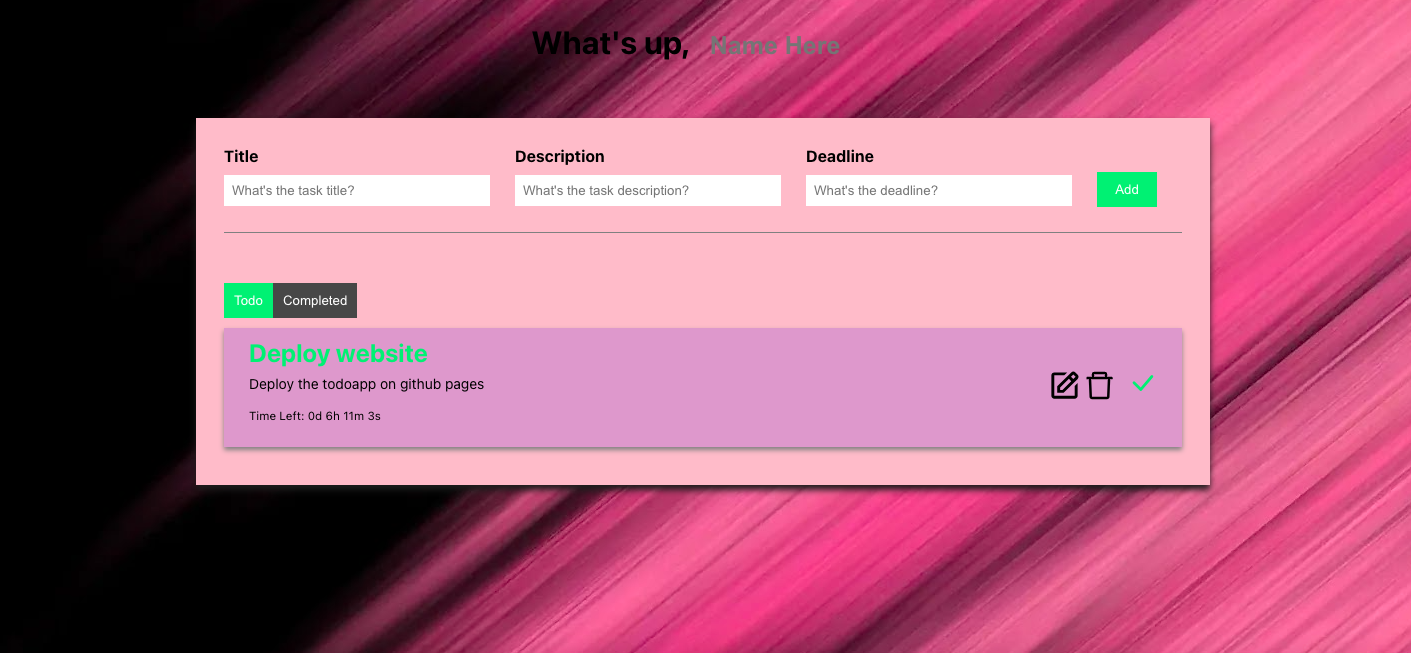 What's up, Name Here
Title Description Deadline
What's the task title? What's the task description? What's the deadline? Add
Todo Completed
Deploy website
Deploy the todoapp on github pages
Time Left: 0d 6h 11m 3s